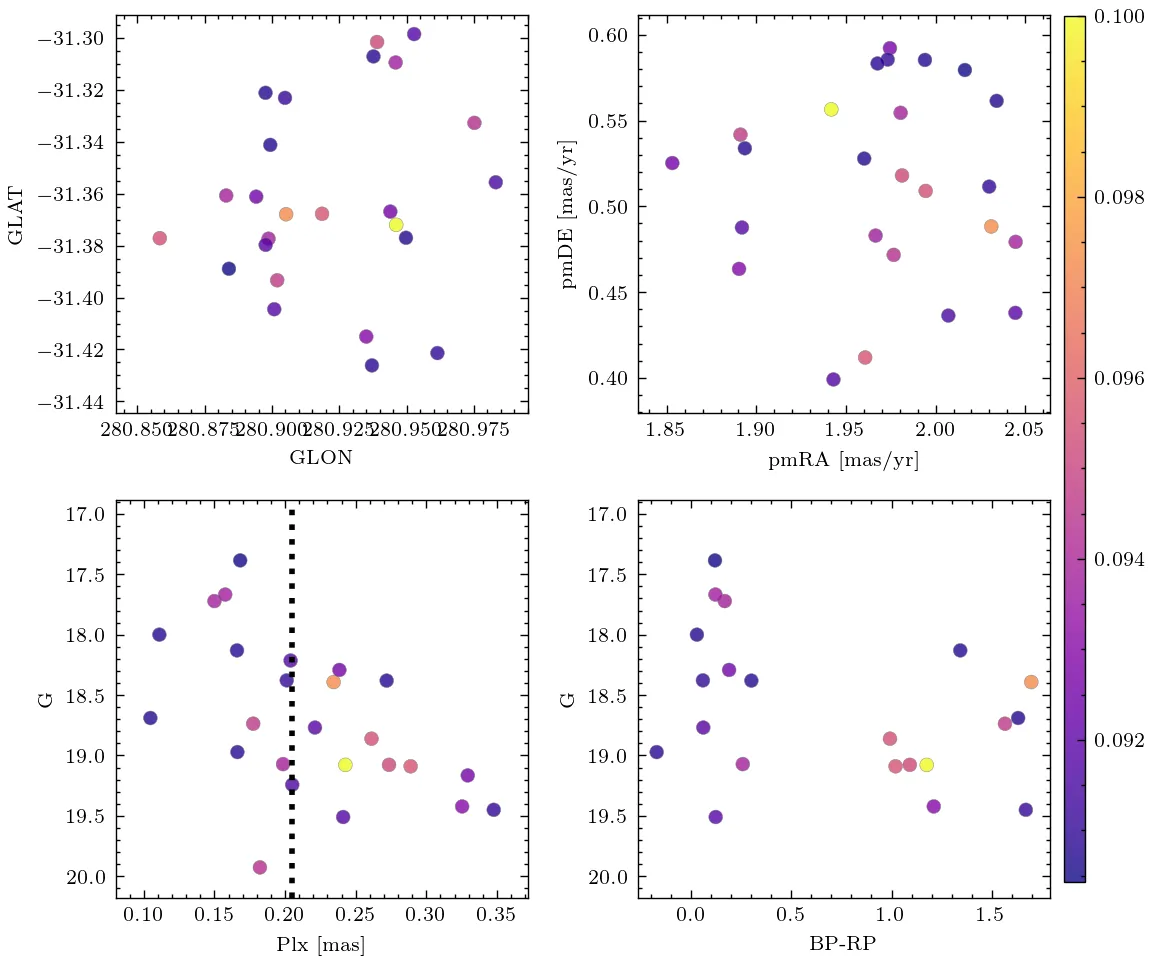 −31.30
−31.32
−31.34
−31.36
−31.38
−31.40
−31.42
−31.44
GLAT
280.850 280.875 280.900 280.925 280.950 280.975
GLON
0.60
0.55
0.50
0.45
0.40
pmDE [mas/yr]
1.85 1.90 1.95 2.00 2.05
pmRA [mas/yr]
0.100
0.098
0.096
0.094
0.092
17.0
17.5
18.0
18.5
19.0
19.5
20.0
G
0.10 0.15 0.20 0.25 0.30 0.35
Plx [mas]
17.0
17.5
18.0
18.5
19.0
19.5
20.0
G
0.0 0.5 1.0 1.5
BP-RP